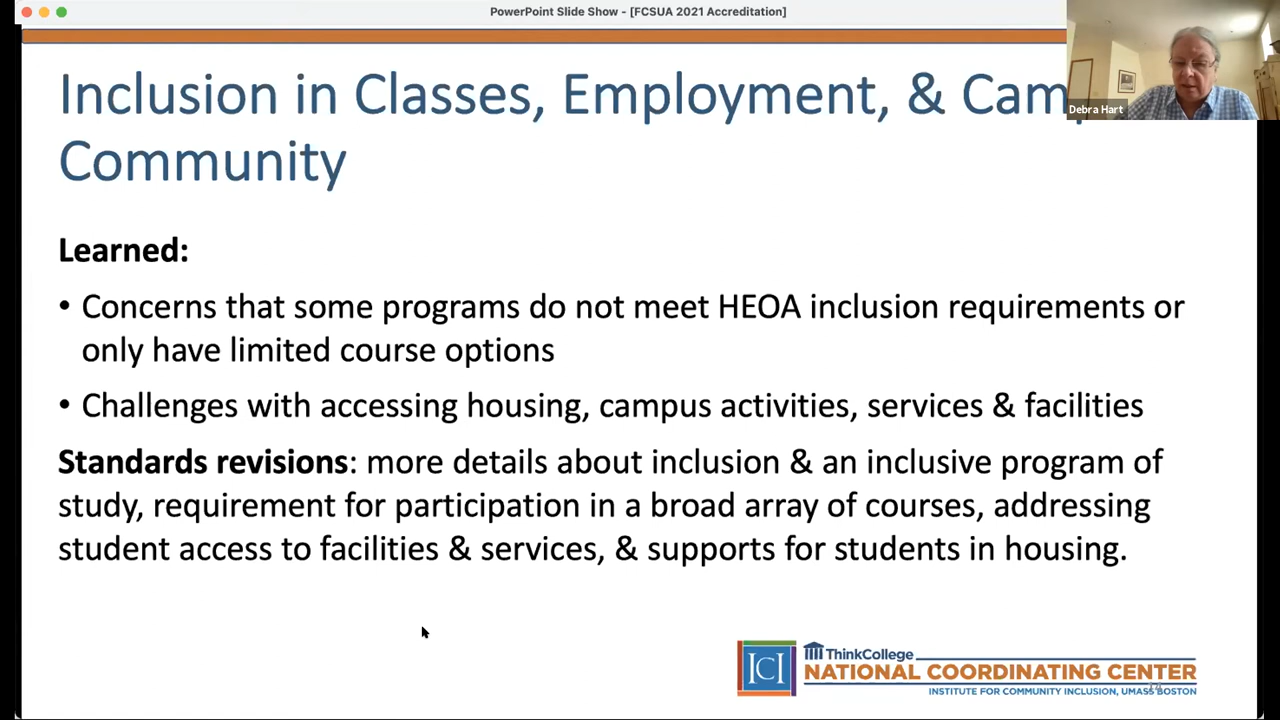 PowerPoint Slide Show - [FCSUA 2021 Accreditation]
Inclusion in Classes, Employment, &
Community
Debra Hart
Learned:
• Concerns that some programs do not meet HEOA inclusion requirements or
only have limited course options
• Challenges with accessing housing, campus activities, services & facilities
Standards revisions: more details about inclusion & an inclusive program of
study, requirement for participation in a broad array of courses, addressing
student access to facilities & services, & supports for students in housing.
ICI
ThinkCollege
NATIONAL COORDINATING CENTER
INSTITUTE FOR COMMUNITY INCLUSION, UMASS BOSTON